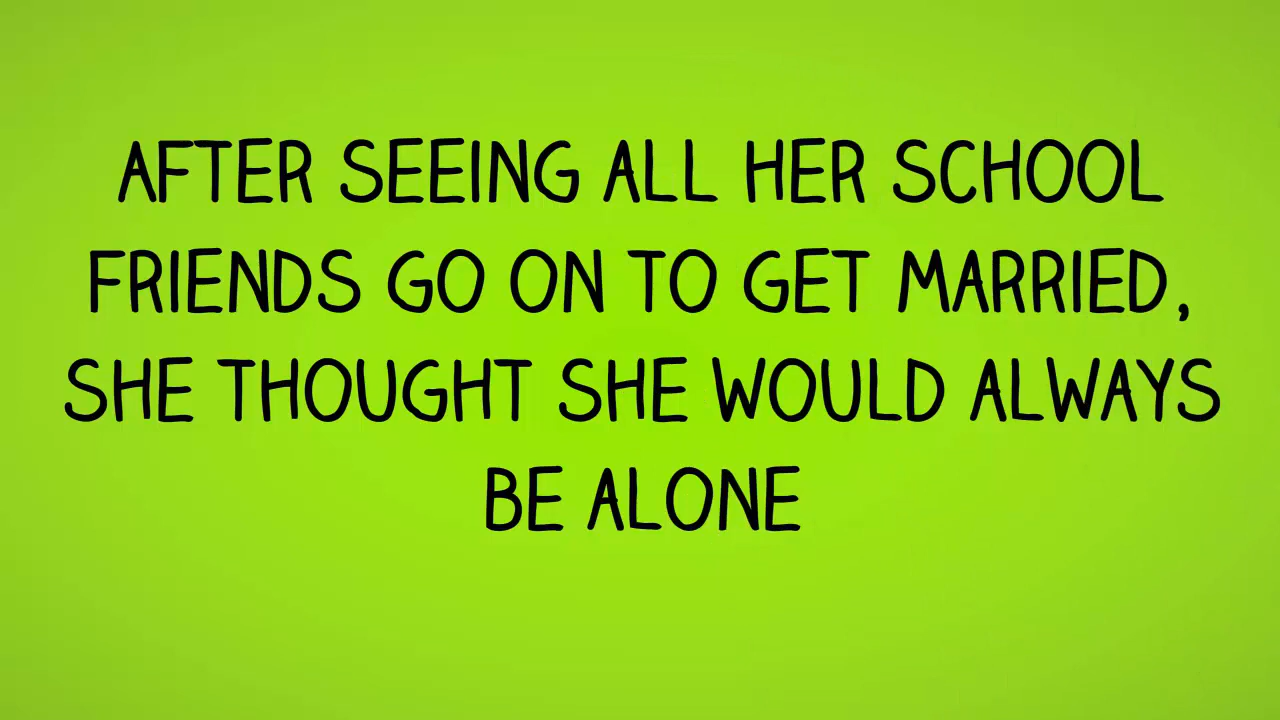 AFTER SEEING ALL HER SCHOOL
FRIENDS GO ON TO GET MARRIED,
SHE THOUGHT SHE WOULD ALWAYS
BE ALONE